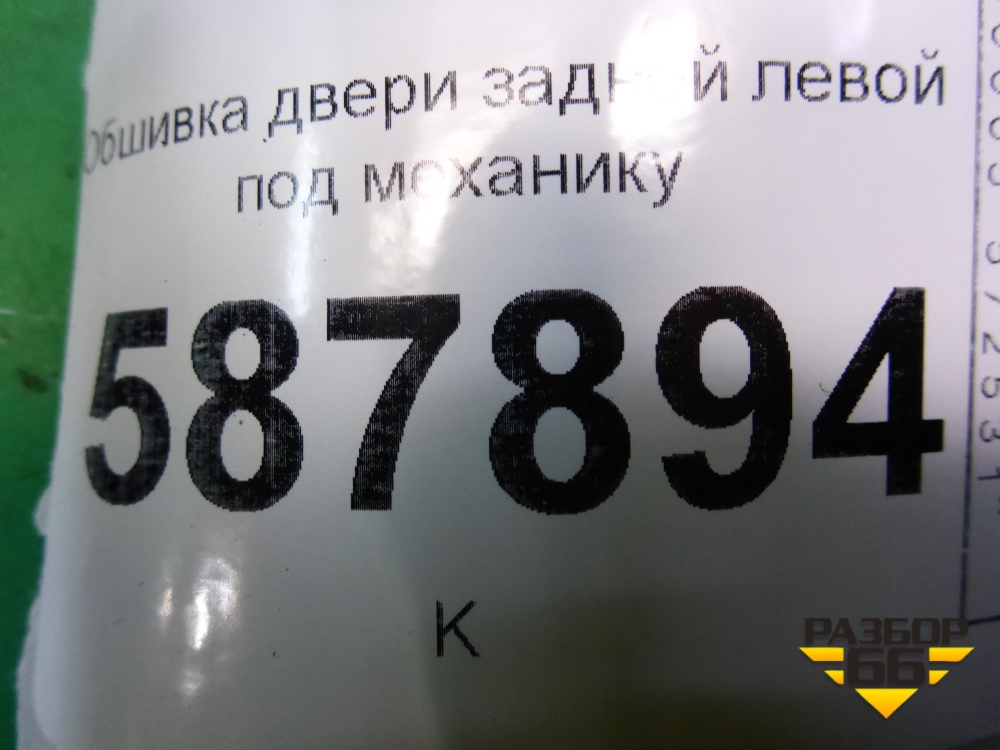 Обшивка двери задней левой
под механику
587894
К
РАЗБОР
66